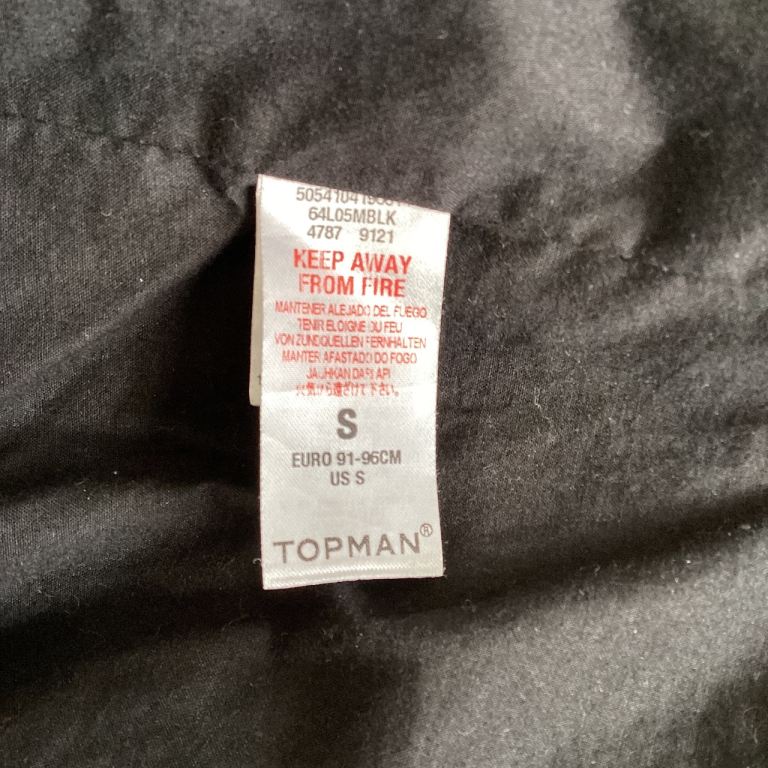 64L05MBLK
4787 9121
KEEP AWAY
FROM FIRE
MANTENER ALEJADO DEL FUEGO
TENIR ELOIGNE DU FEU
VON ZUNDQUELLEN FERNHALTEN
MANTER AFASTADO DO FOGO
JAUHKAN DARI API
火気から遠ざけて下さい。
S
EURO 91-96CM
US S
TOPMAN®